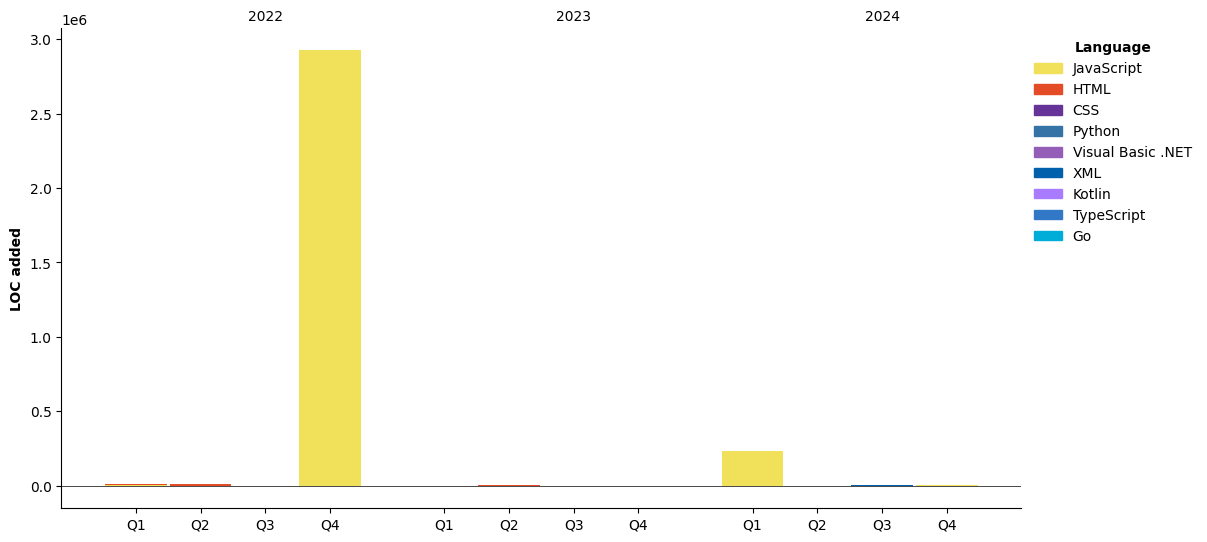 2022 2023 2024
1e6
3.0
2.5
2.0
1.5
1.0
0.5
0.0
LOC added
Q1 Q2 Q3 Q4 Q1 Q2 Q3 Q4 Q1 Q2 Q3 Q4
Language
JavaScript
HTML
CSS
Python
Visual Basic .NET
XML
Kotlin
TypeScript
Go